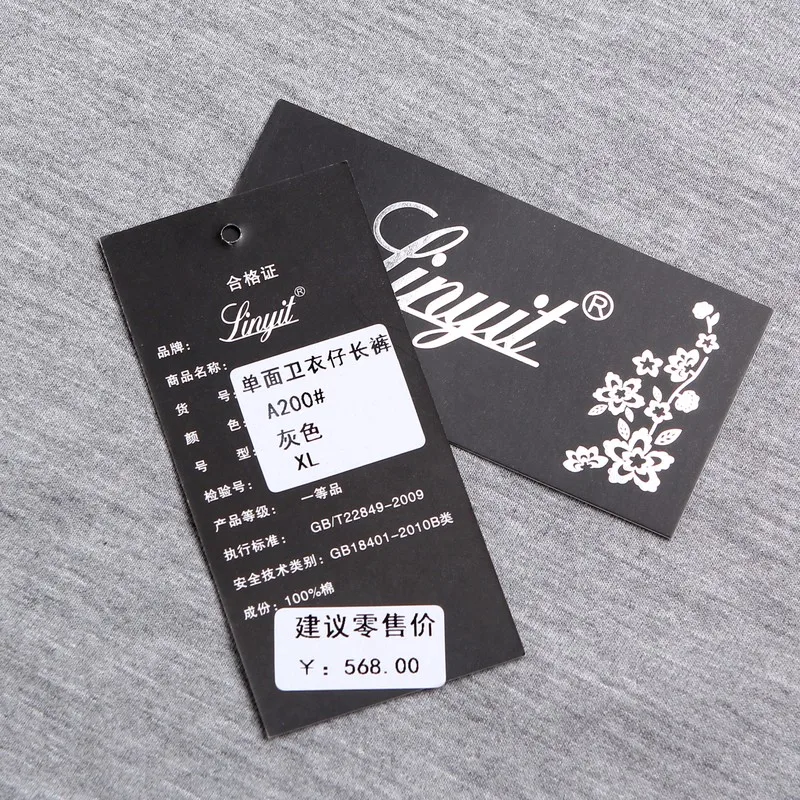 合格证
品牌: Linyit®
商品名称: 单面卫衣仔长裤
货 号: A200#
颜 色: 灰色
号 型: XL
检验号:
产品等级: 一等品
执行标准: GB/T22849-2009
安全技术类别: GB18401-2010B类
成份: 100%棉
建议零售价
¥: 568.00
Linyit®